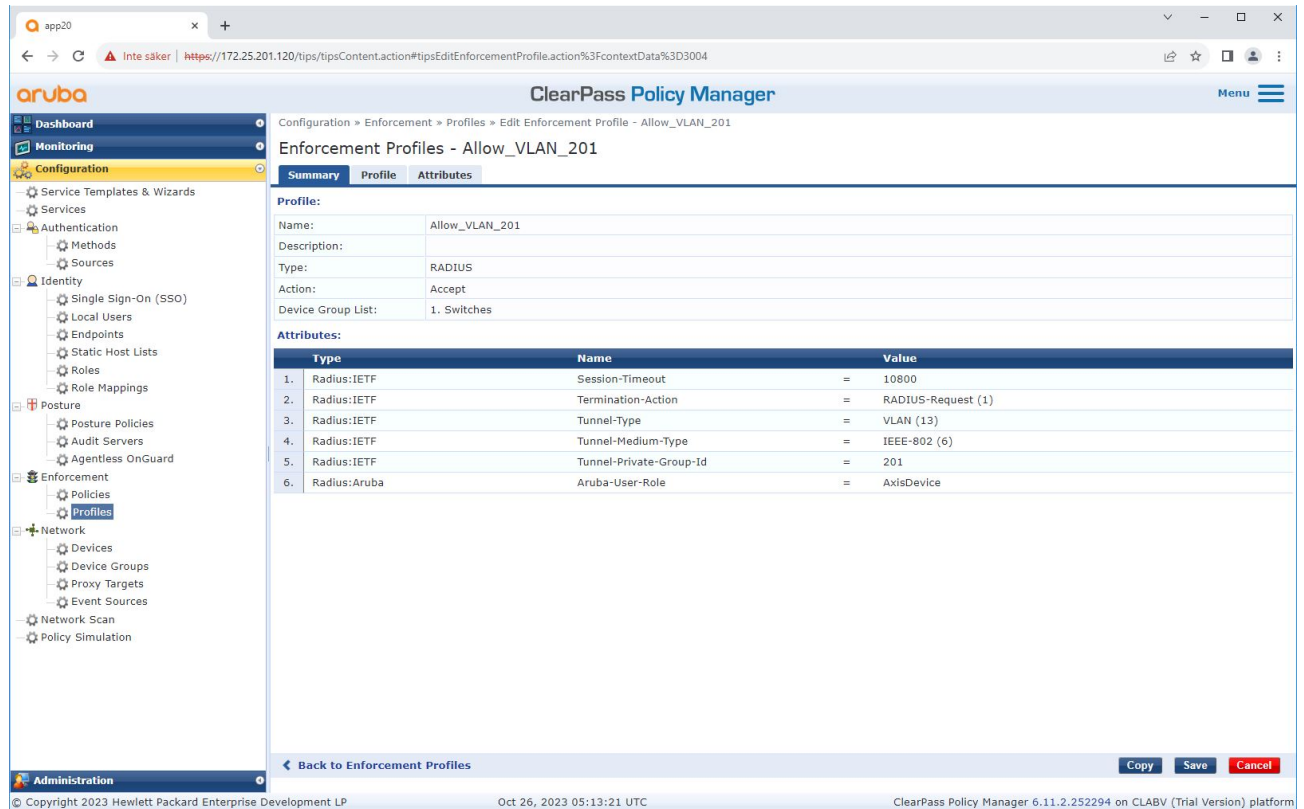 app20
Inte säker | https://172.25.201.120/tips/tipsContent.action#tipsEditEnforcementProfile.action%3FcontextData%3D3004
aruba
ClearPass Policy Manager
Menu
Dashboard
Monitoring
Configuration
Service Templates & Wizards
Services
Authentication
Methods
Sources
Identity
Single Sign-On (SSO)
Local Users
Endpoints
Static Host Lists
Roles
Role Mappings
Posture
Posture Policies
Audit Servers
Agentless OnGuard
Enforcement
Policies
Profiles
Network
Devices
Device Groups
Proxy Targets
Event Sources
Network Scan
Policy Simulation
Administration
Configuration » Enforcement » Profiles » Edit Enforcement Profile - Allow_VLAN_201
Enforcement Profiles - Allow_VLAN_201
Summary Profile Attributes
Profile:
Name: Allow_VLAN_201
Description:
Type: RADIUS
Action: Accept
Device Group List: 1. Switches
Attributes:
Type Name Value
1. Radius:IETF Session-Timeout = 10800
2. Radius:IETF Termination-Action = RADIUS-Request (1)
3. Radius:IETF Tunnel-Type = VLAN (13)
4. Radius:IETF Tunnel-Medium-Type = IEEE-802 (6)
5. Radius:IETF Tunnel-Private-Group-Id = 201
6. Radius:Aruba Aruba-User-Role = AxisDevice
Back to Enforcement Profiles
Copy Save Cancel
© Copyright 2023 Hewlett Packard Enterprise Development LP Oct 26, 2023 05:13:21 UTC ClearPass Policy Manager 6.11.2.252294 on CLABV (Trial Version) platform